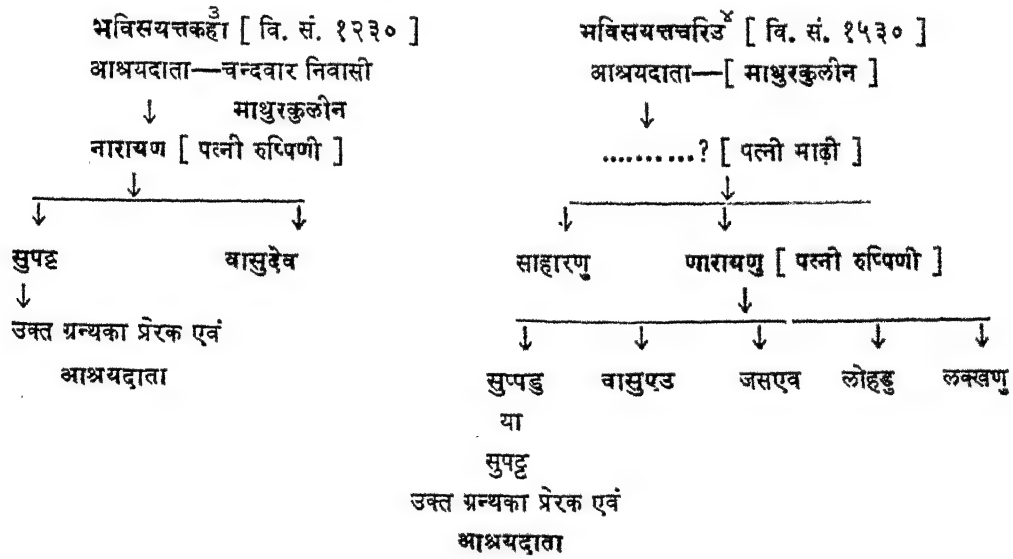 भविसयत्तकहा³ [ वि. सं. १२३० ]
आश्रयदाता—चन्दवार निवासी
↓ माथुरकुलीन
नारायण [ पत्नी रुप्पिणी ]
↓
↓ ↓
सुपट्ट वासुदेव
↓
उक्त ग्रन्थका प्रेरक एवं
आश्रयदाता
भविसयत्तचरिउ⁴ [ वि. सं. १५३० ]
आश्रयदाता—[ माथुरकुलीन ]
↓
..........? [ पत्नी माढ़ी ]
↓
↓ ↓
साहारणु णारायणु [ पत्नी रुप्पिणी ]
↓
↓ ↓ ↓ ↓ ↓
सुप्पडु वासुएउ जसएव लोहडु लक्खणु
या
सुपट्ट
उक्त ग्रन्थका प्रेरक एवं
आश्रयदाता